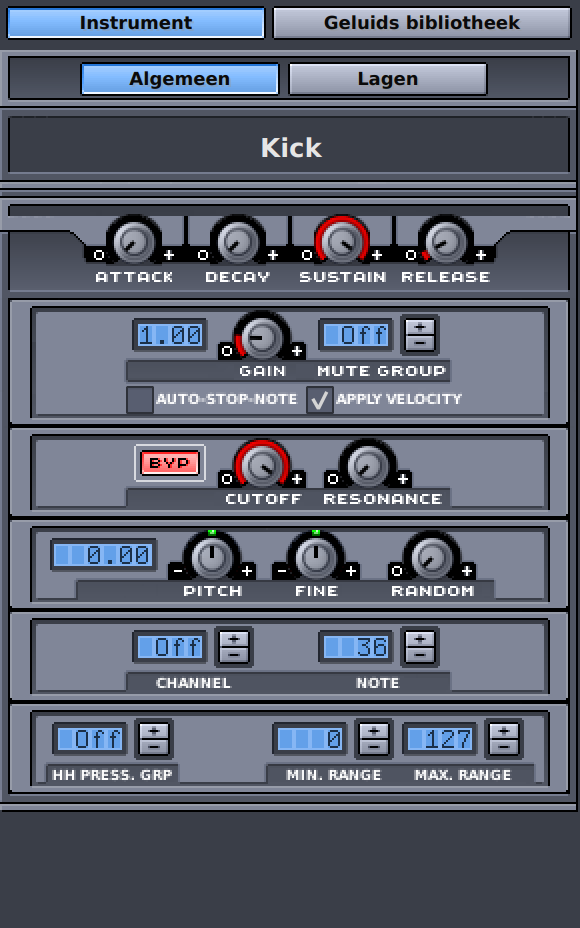 Instrument Geluids bibliotheek
Algemeen Lagen
Kick
ATTACK DECAY SUSTAIN RELEASE
1.00 Off
GAIN MUTE GROUP
AUTO-STOP-NOTE APPLY VELOCITY
BYP
CUTOFF RESONANCE
0.00
PITCH FINE RANDOM
Off 36
CHANNEL NOTE
Off 0 127
HH PRESS. GRP MIN. RANGE MAX. RANGE